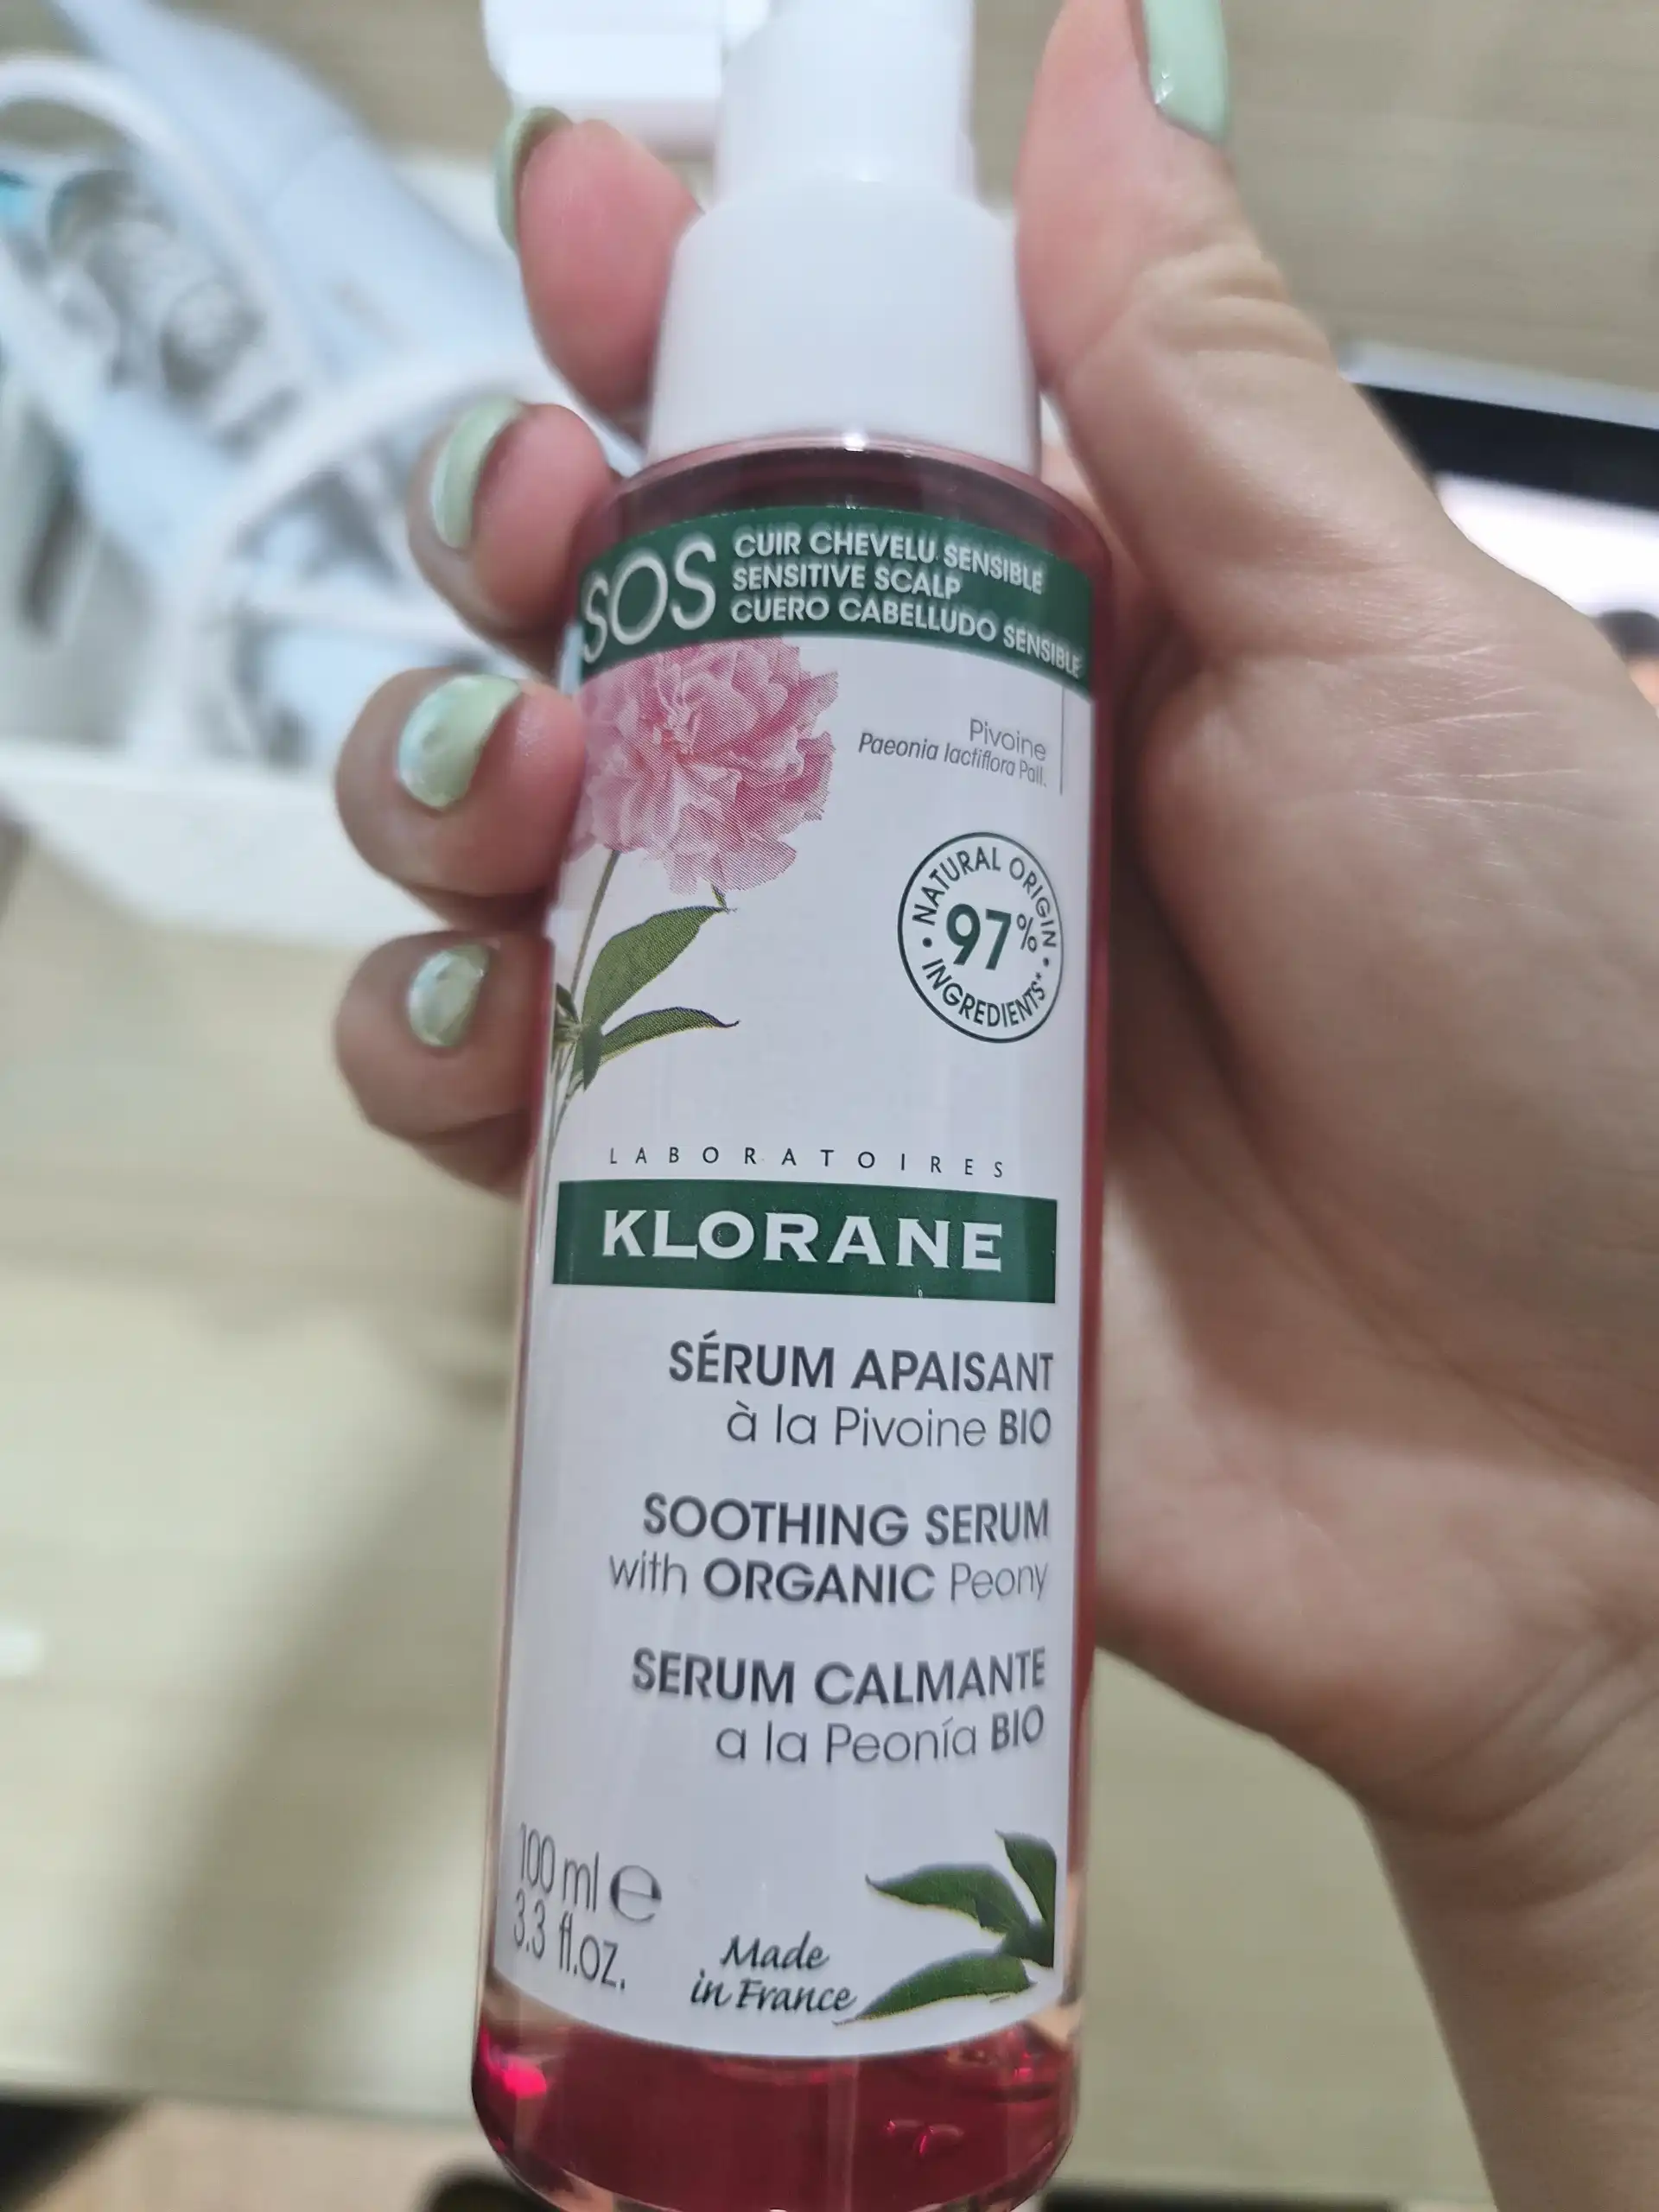 SOS
CUIR CHEVELU SENSIBLE
SENSITIVE SCALP
CUERO CABELLUDO SENSIBLE
Pivoine
Paeonia lactiflora Pall.
NATURAL ORIGIN
97%
INGREDIENTS*
LABORATOIRES
KLORANE
SÉRUM APAISANT
à la Pivoine BIO
SOOTHING SERUM
with ORGANIC Peony
SERUM CALMANTE
a la Peonía BIO
100 ml e
3.3 fl.oz.
Made
in France